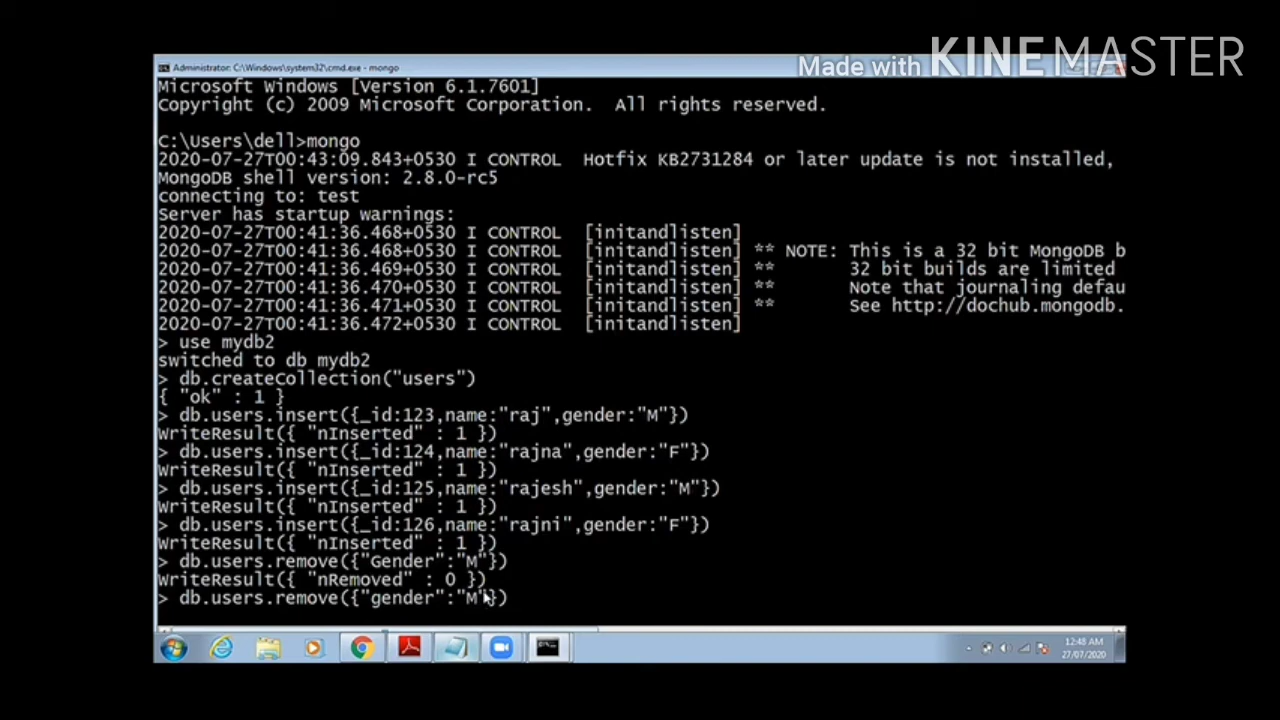 Made with KINEMASTER
Administrator: C:\Windows\system32\cmd.exe - mongo
Microsoft Windows [Version 6.1.7601]
Copyright (c) 2009 Microsoft Corporation.  All rights reserved.
C:\Users\dell>mongo
2020-07-27T00:43:09.843+0530 I CONTROL  Hotfix KB2731284 or later update is not installed,
MongoDB shell version: 2.8.0-rc5
connecting to: test
Server has startup warnings:
2020-07-27T00:41:36.468+0530 I CONTROL  [initandlisten]
2020-07-27T00:41:36.468+0530 I CONTROL  [initandlisten] ** NOTE: This is a 32 bit MongoDB b
2020-07-27T00:41:36.469+0530 I CONTROL  [initandlisten] **       32 bit builds are limited
2020-07-27T00:41:36.470+0530 I CONTROL  [initandlisten] **       Note that journaling defau
2020-07-27T00:41:36.471+0530 I CONTROL  [initandlisten] **       See http://dochub.mongodb.
2020-07-27T00:41:36.472+0530 I CONTROL  [initandlisten]
> use mydb2
switched to db mydb2
> db.createCollection("users")
{ "ok" : 1 }
> db.users.insert({_id:123,name:"raj",gender:"M"})
WriteResult({ "nInserted" : 1 })
> db.users.insert({_id:124,name:"rajna",gender:"F"})
WriteResult({ "nInserted" : 1 })
> db.users.insert({_id:125,name:"rajesh",gender:"M"})
WriteResult({ "nInserted" : 1 })
> db.users.insert({_id:126,name:"rajni",gender:"F"})
WriteResult({ "nInserted" : 1 })
> db.users.remove({"Gender":"M"})
WriteResult({ "nRemoved" : 0 })
> db.users.remove({"gender":"M"})
12:48 AM
27/07/2020